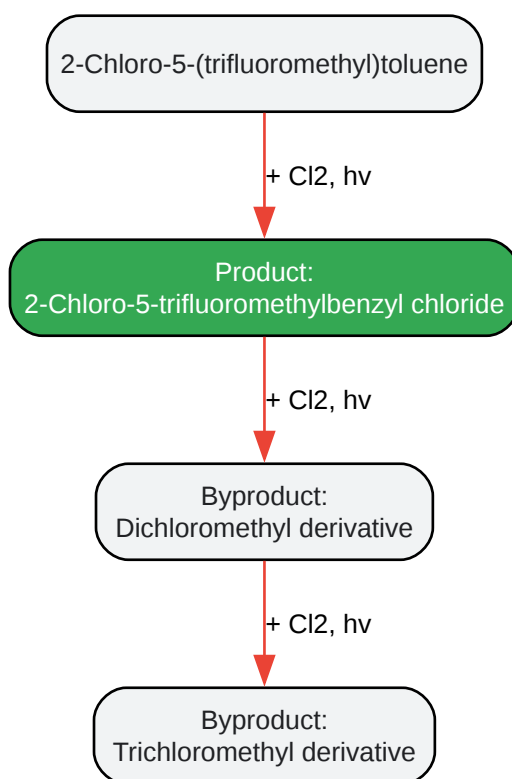 2-Chloro-5-(trifluoromethyl)toluene
+ Cl2, hv
Product:
2-Chloro-5-trifluoromethylbenzyl chloride
+ Cl2, hv
Byproduct:
Dichloromethyl derivative
+ Cl2, hv
Byproduct:
Trichloromethyl derivative